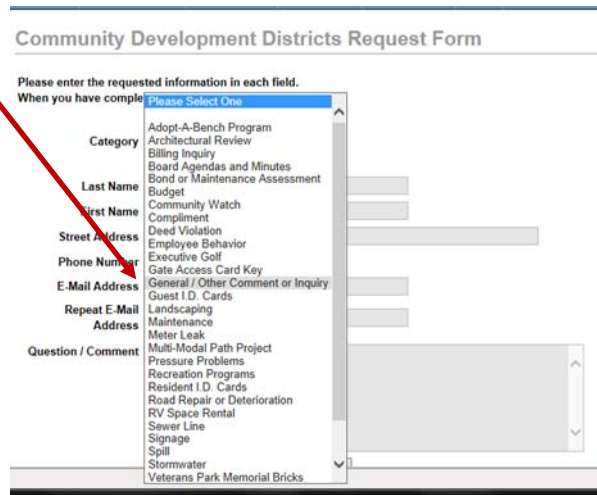 Community Development Districts Request Form
Please enter the requested information in each field.
When you have comple
Please Select One
Adopt-A-Bench Program
Category Architectural Review
Billing Inquiry
Board Agendas and Minutes
Bond or Maintenance Assessment
Last Name Budget
Community Watch
First Name Compliment
Deed Violation
Street Address Employee Behavior
Executive Golf
Phone Number Gate Access Card Key
E-Mail Address General / Other Comment or Inquiry
Guest I.D. Cards
Repeat E-Mail Landscaping
Address Maintenance
Meter Leak
Question / Comment Multi-Modal Path Project
Pressure Problems
Recreation Programs
Resident I.D. Cards
Road Repair or Deterioration
RV Space Rental
Sewer Line
Signage
Spill
Stormwater
Veterans Park Memorial Bricks